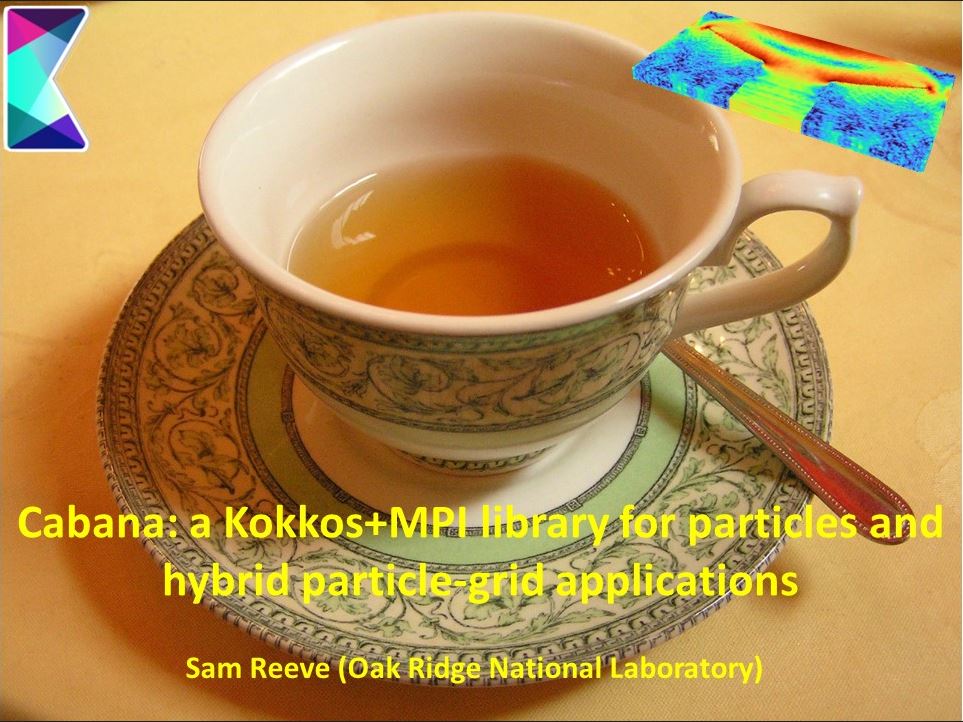 Cabana: a Kokkos+MPI library for particles and
hybrid particle-grid applications
Sam Reeve (Oak Ridge National Laboratory)